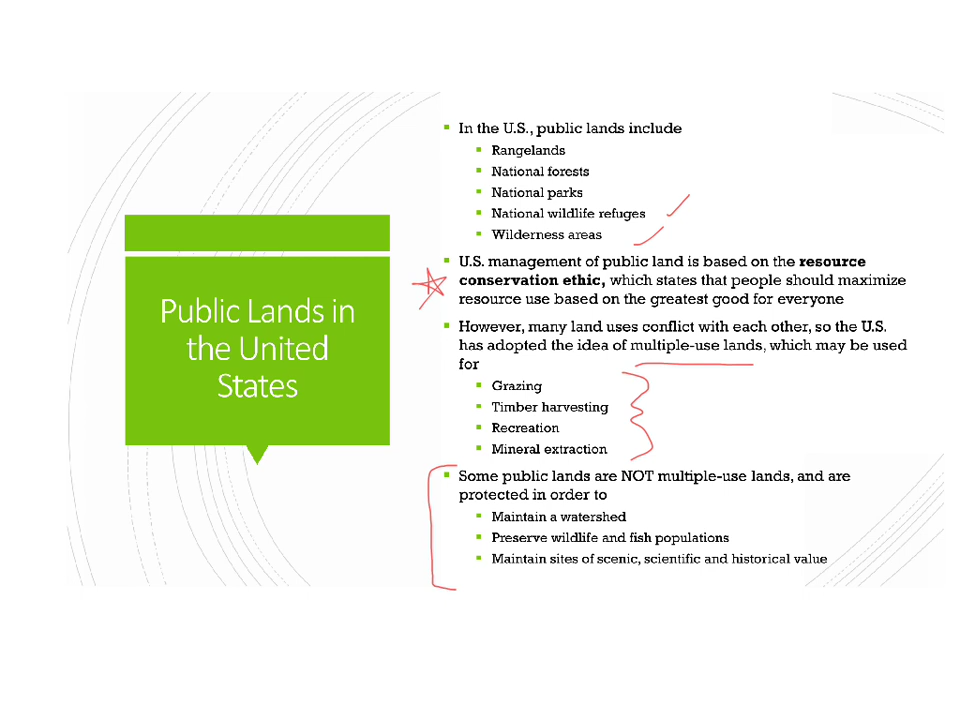 Public Lands in
the United
States
In the U.S., public lands include
Rangelands
National forests
National parks
National wildlife refuges
Wilderness areas
U.S. management of public land is based on the resource
conservation ethic, which states that people should maximize
resource use based on the greatest good for everyone
However, many land uses conflict with each other, so the U.S.
has adopted the idea of multiple-use lands, which may be used
for
Grazing
Timber harvesting
Recreation
Mineral extraction
Some public lands are NOT multiple-use lands, and are
protected in order to
Maintain a watershed
Preserve wildlife and fish populations
Maintain sites of scenic, scientific and historical value